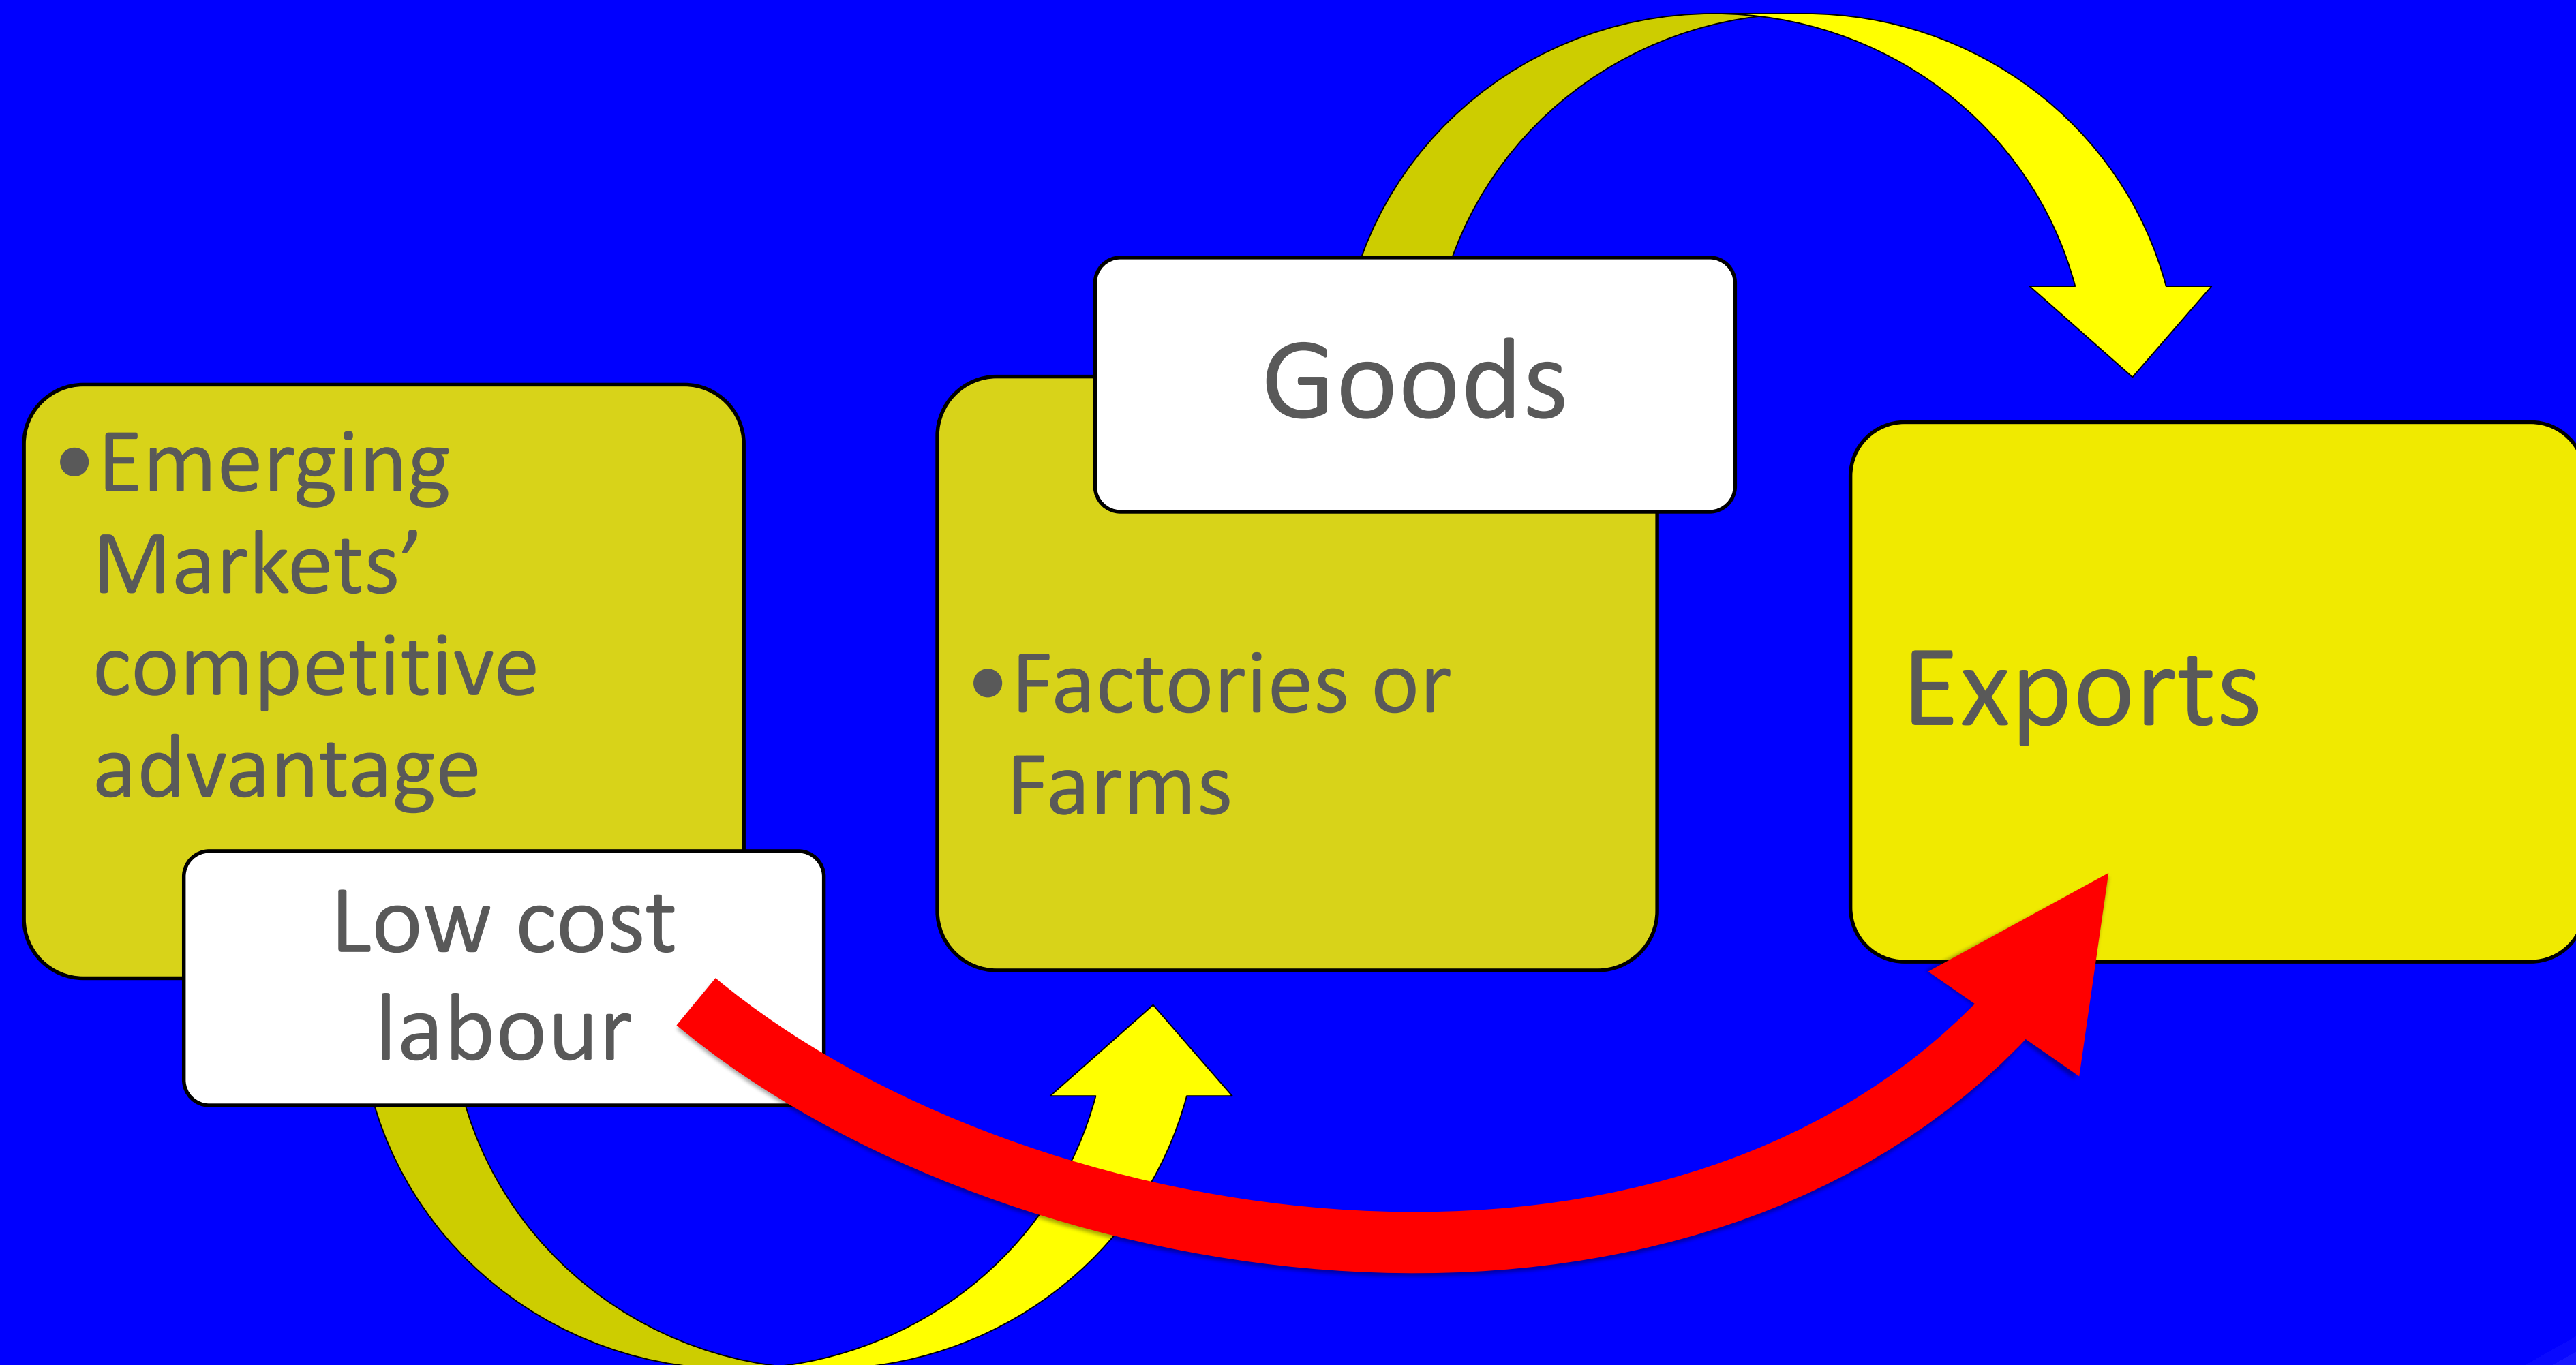 •Emerging
Markets’
competitive
advantage
Low cost
labour
Goods
•Factories or
Farms
Exports